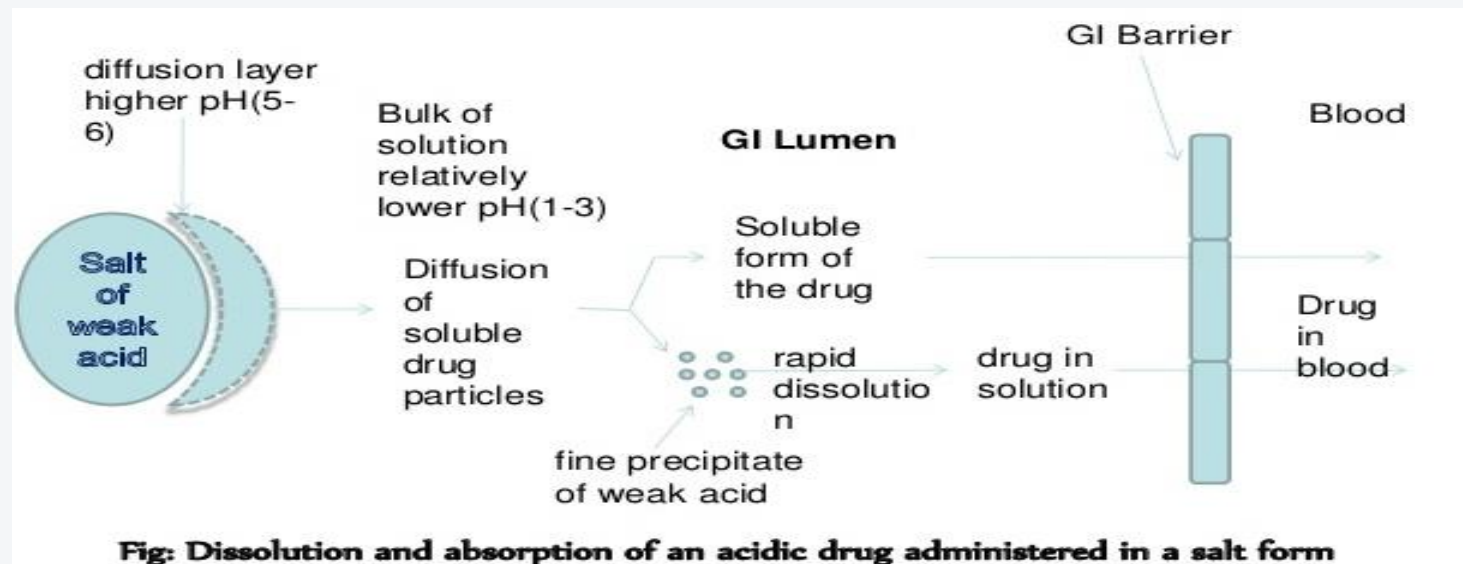 diffusion layer
higher pH(5-
6)
Bulk of
solution
relatively
lower pH(1-3)
GI Lumen
GI Barrier
Blood
Salt
of
weak
acid
Diffusion
of
soluble
drug
particles
Soluble
form of
the drug
rapid
dissolutio
n
drug in
solution
Drug
in
blood
fine precipitate
of weak acid
Fig: Dissolution and absorption of an acidic drug administered in a salt form